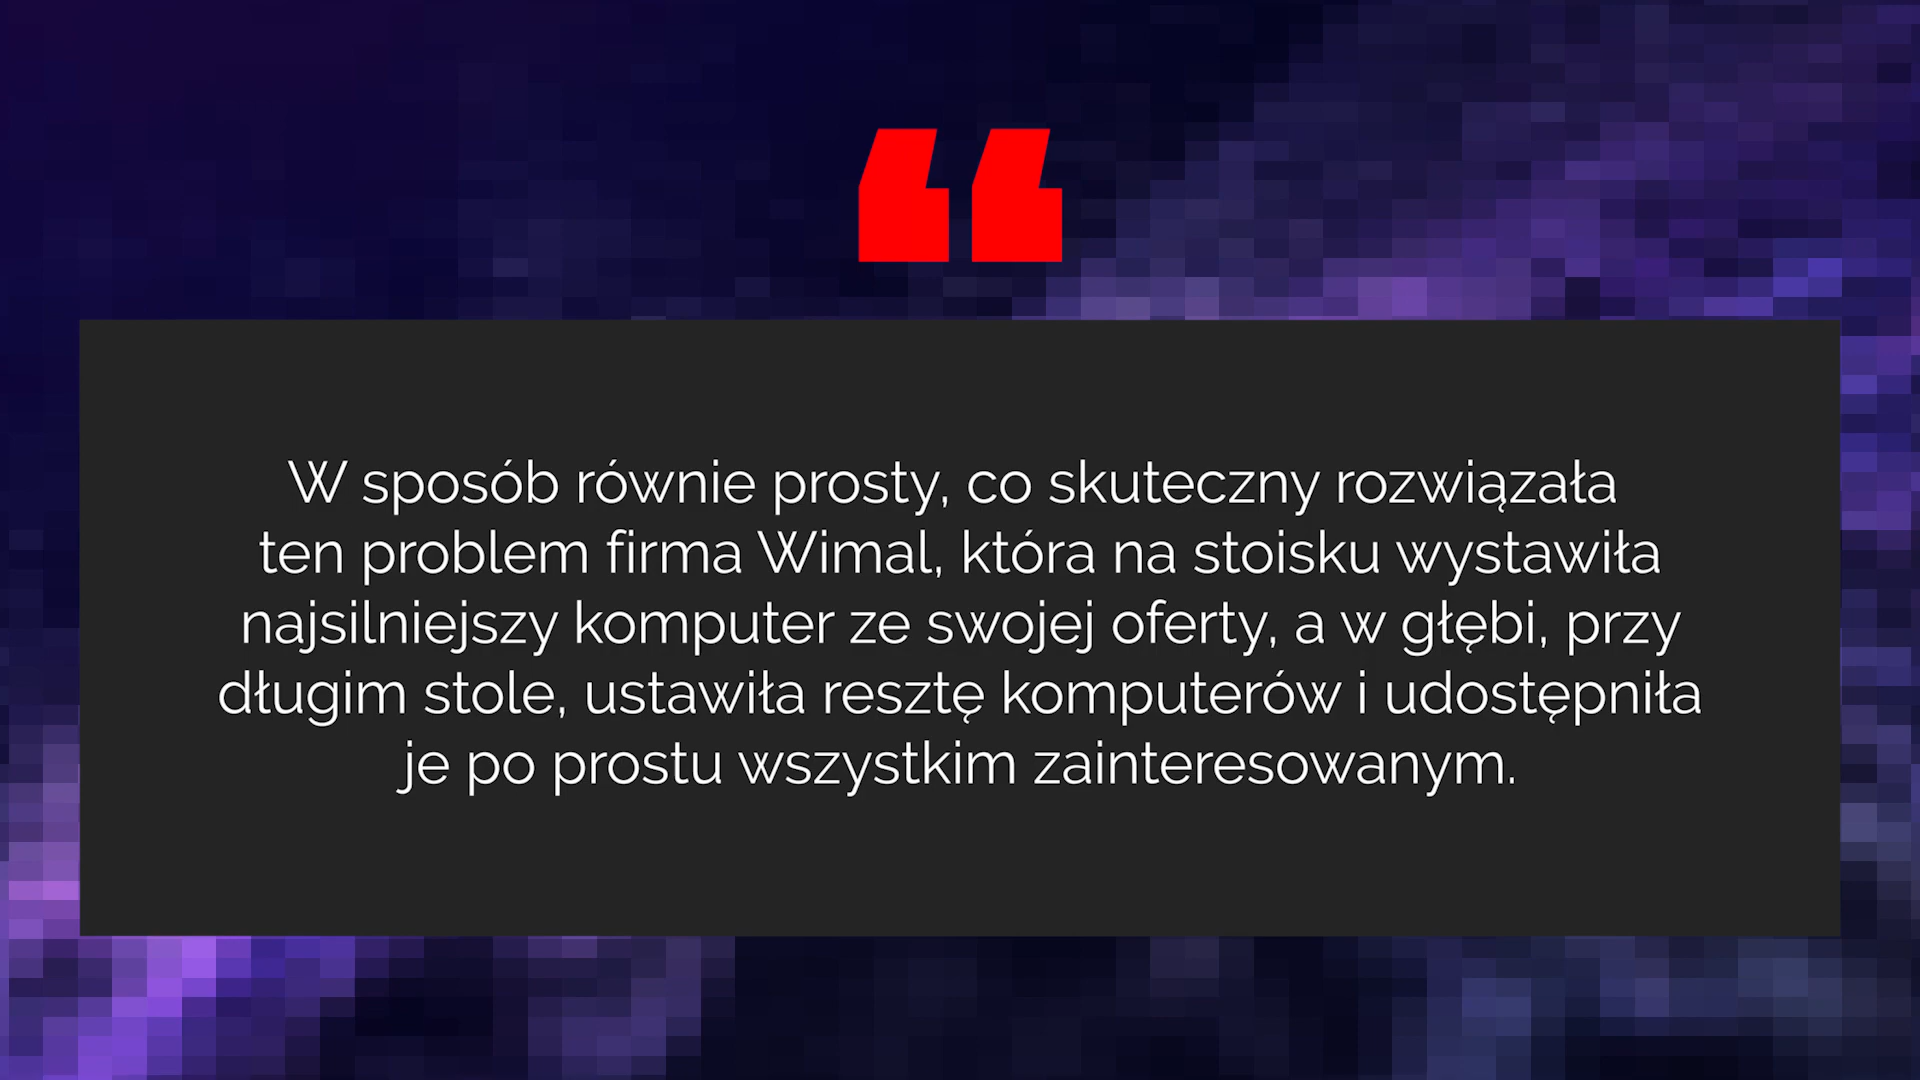 W sposób równie prosty, co skuteczny rozwiązała
ten problem firma Wimal, która na stoisku wystawiła
najsilniejszy komputer ze swojej oferty, a w głębi, przy
długim stole, ustawiła resztę komputerów i udostępniła
je po prostu wszystkim zainteresowanym.